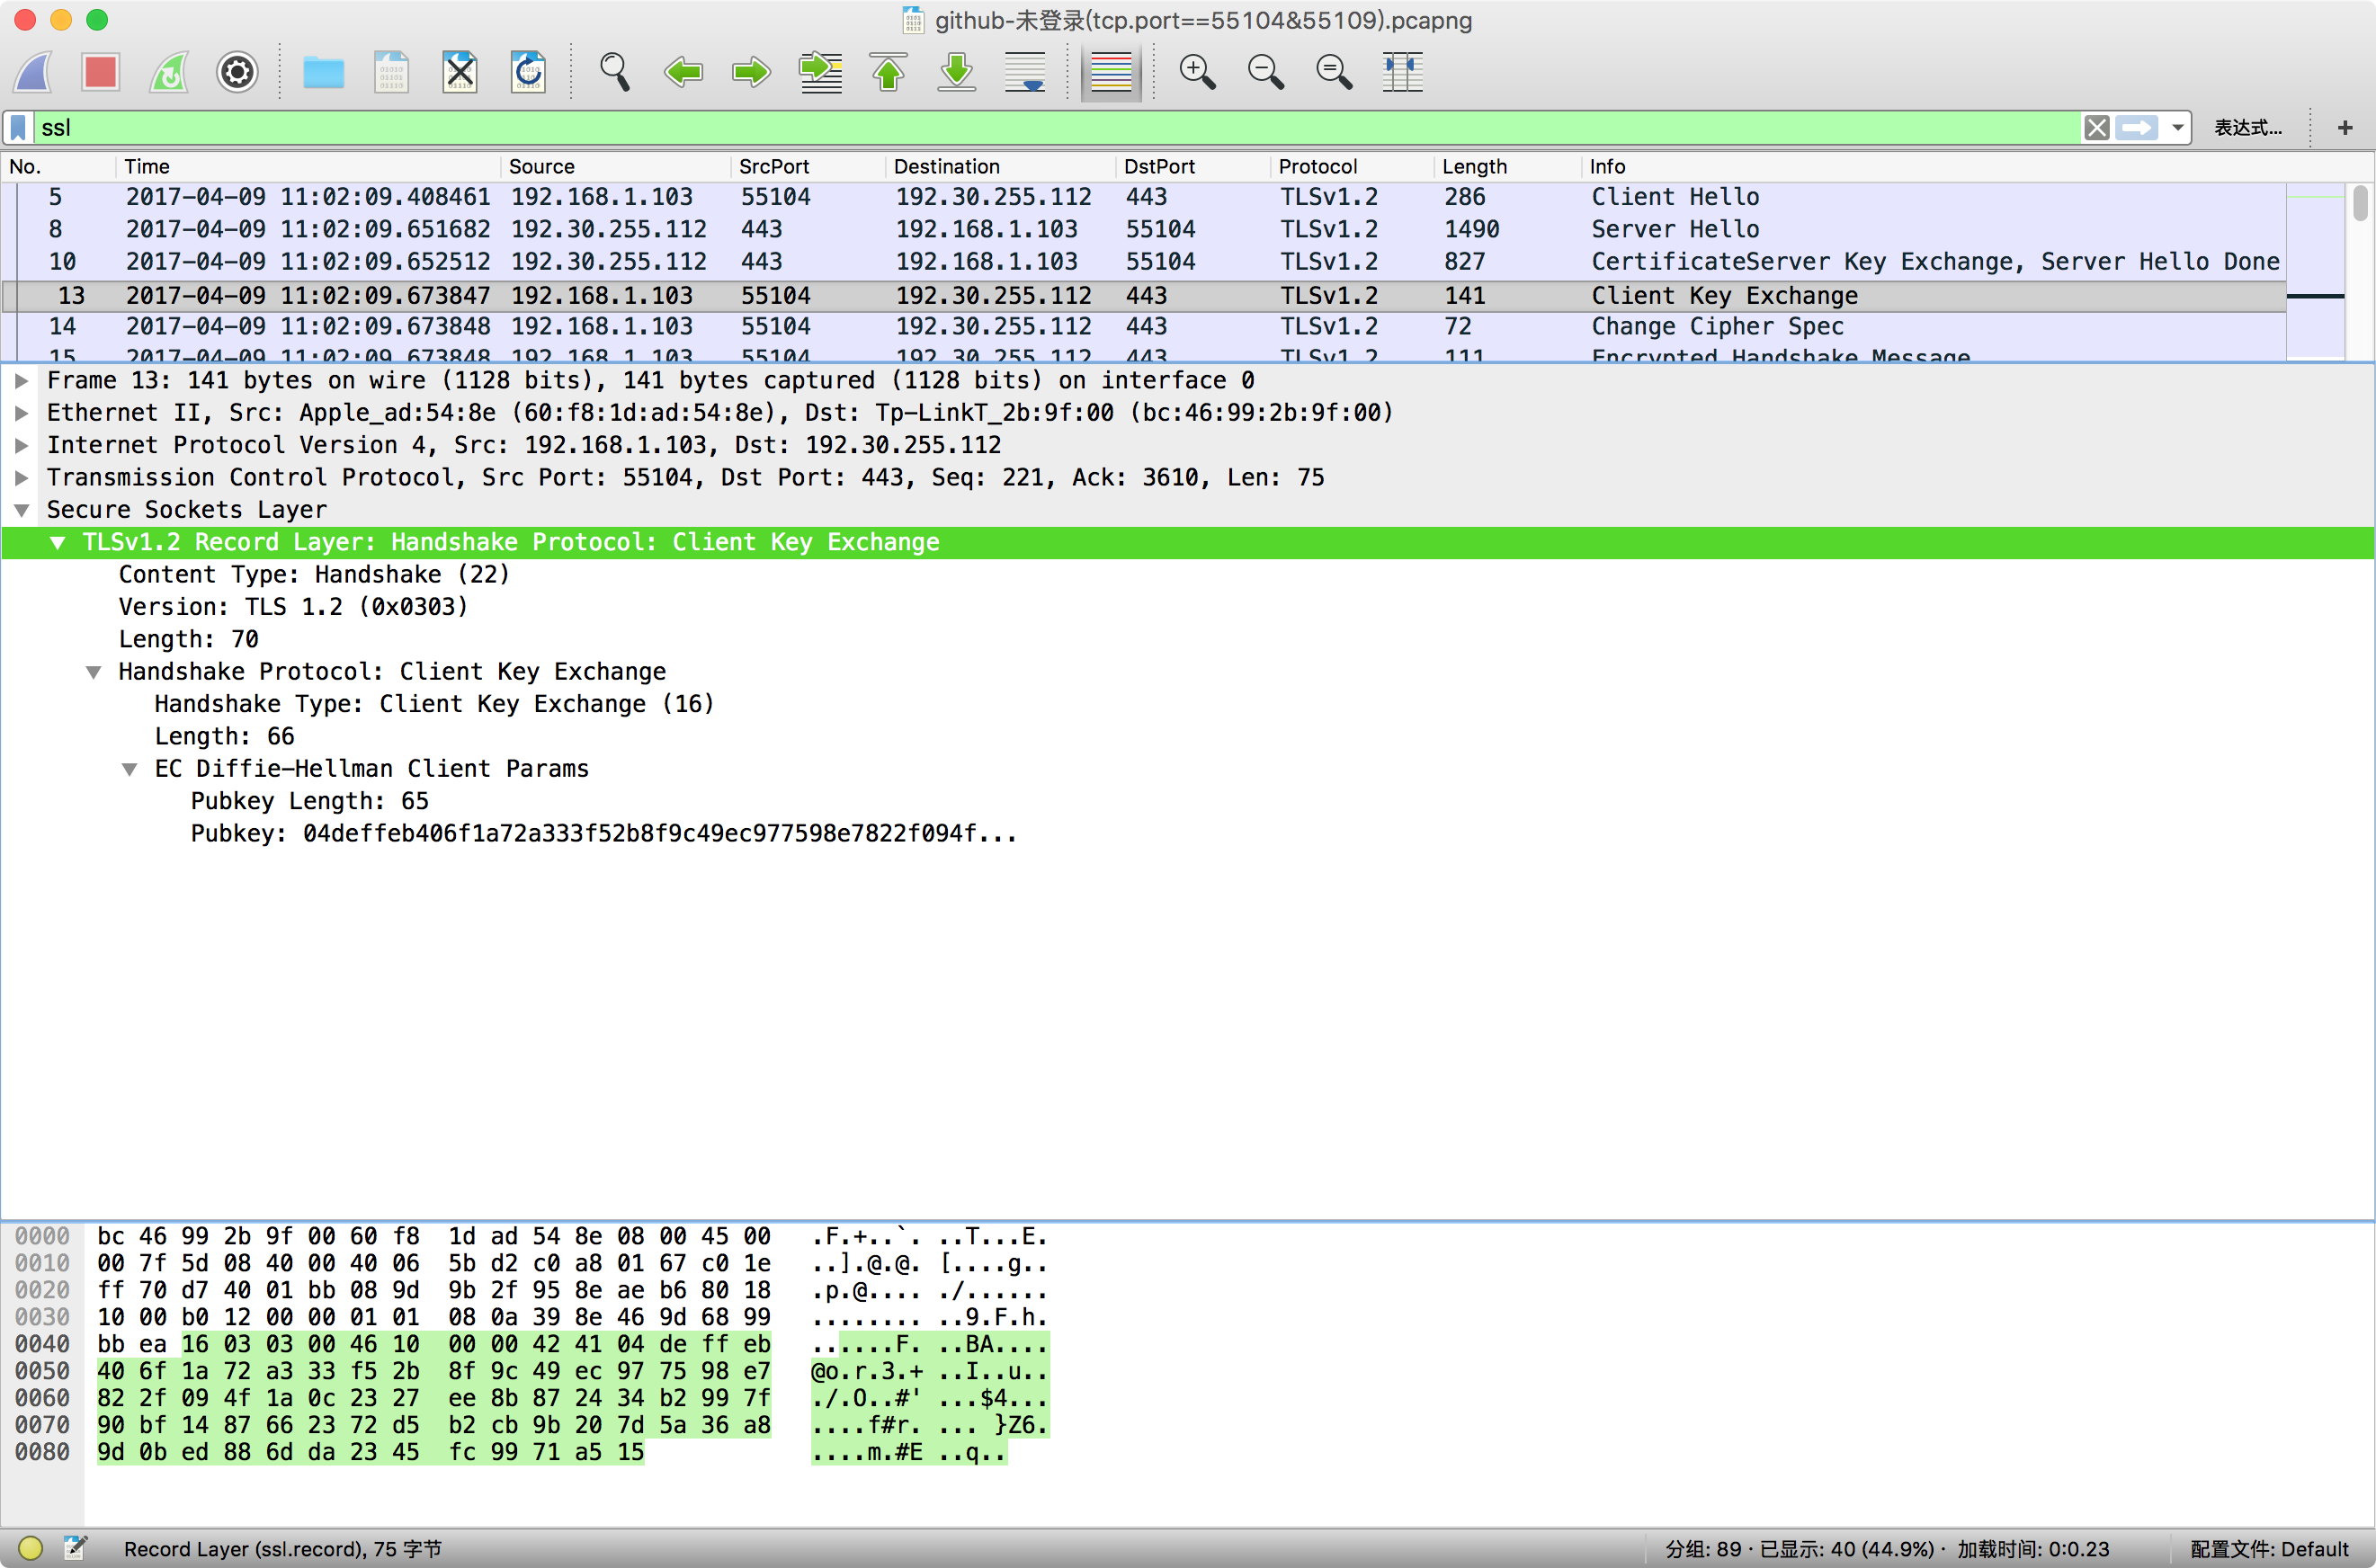 github-未登录(tcp.port==55104&55109).pcapng
ssl 表达式… +
No. Time Source SrcPort Destination DstPort Protocol Length Info
5 2017-04-09 11:02:09.408461 192.168.1.103 55104 192.30.255.112 443 TLSv1.2 286 Client Hello
8 2017-04-09 11:02:09.651682 192.30.255.112 443 192.168.1.103 55104 TLSv1.2 1490 Server Hello
10 2017-04-09 11:02:09.652512 192.30.255.112 443 192.168.1.103 55104 TLSv1.2 827 CertificateServer Key Exchange, Server Hello Done
13 2017-04-09 11:02:09.673847 192.168.1.103 55104 192.30.255.112 443 TLSv1.2 141 Client Key Exchange
14 2017-04-09 11:02:09.673848 192.168.1.103 55104 192.30.255.112 443 TLSv1.2 72 Change Cipher Spec
15 2017-04-09 11:02:09.673848 192.168.1.103 55104 192.30.255.112 443 TLSv1.2 111 Encrypted Handshake Message
Frame 13: 141 bytes on wire (1128 bits), 141 bytes captured (1128 bits) on interface 0
Ethernet II, Src: Apple_ad:54:8e (60:f8:1d:ad:54:8e), Dst: Tp-LinkT_2b:9f:00 (bc:46:99:2b:9f:00)
Internet Protocol Version 4, Src: 192.168.1.103, Dst: 192.30.255.112
Transmission Control Protocol, Src Port: 55104, Dst Port: 443, Seq: 221, Ack: 3610, Len: 75
Secure Sockets Layer
TLSv1.2 Record Layer: Handshake Protocol: Client Key Exchange
Content Type: Handshake (22)
Version: TLS 1.2 (0x0303)
Length: 70
Handshake Protocol: Client Key Exchange
Handshake Type: Client Key Exchange (16)
Length: 66
EC Diffie-Hellman Client Params
Pubkey Length: 65
Pubkey: 04deffeb406f1a72a333f52b8f9c49ec977598e7822f094f...
0000 bc 46 99 2b 9f 00 60 f8 1d ad 54 8e 08 00 45 00 .F.+..`. ..T...E.
0010 00 7f 5d 08 40 00 40 06 5b d2 c0 a8 01 67 c0 1e ..].@.@. [....g..
0020 ff 70 d7 40 01 bb 08 9d 9b 2f 95 8e ae b6 80 18 .p.@.... ./......
0030 10 00 b0 12 00 00 01 01 08 0a 39 8e 46 9d 68 99 ........ ..9.F.h.
0040 bb ea 16 03 03 00 46 10 00 00 42 41 04 de ff eb ......F. ..BA....
0050 40 6f 1a 72 a3 33 f5 2b 8f 9c 49 ec 97 75 98 e7 @o.r.3.+ ..I..u..
0060 82 2f 09 4f 1a 0c 23 27 ee 8b 87 24 34 b2 99 7f ./.O..#' ...$4...
0070 90 bf 14 87 66 23 72 d5 b2 cb 9b 20 7d 5a 36 a8 ....f#r. ... }Z6.
0080 9d 0b ed 88 6d da 23 45 fc 99 71 a5 15 ....m.#E ..q..
Record Layer (ssl.record), 75 字节 分组: 89 · 已显示: 40 (44.9%) · 加载时间: 0:0.23 配置文件: Default